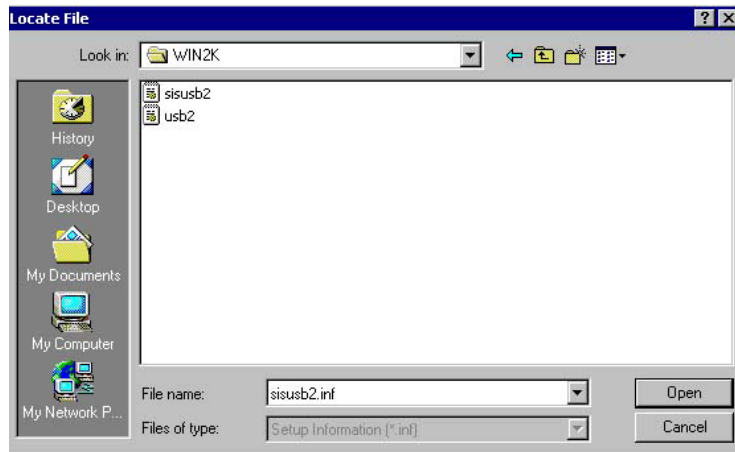 Locate File
Look in:
WIN2K
sisusb2
usb2
History
Desktop
My Documents
My Computer
My Network P...
File name:
sisusb2.inf
Open
Files of type:
Setup Information (*.inf)
Cancel